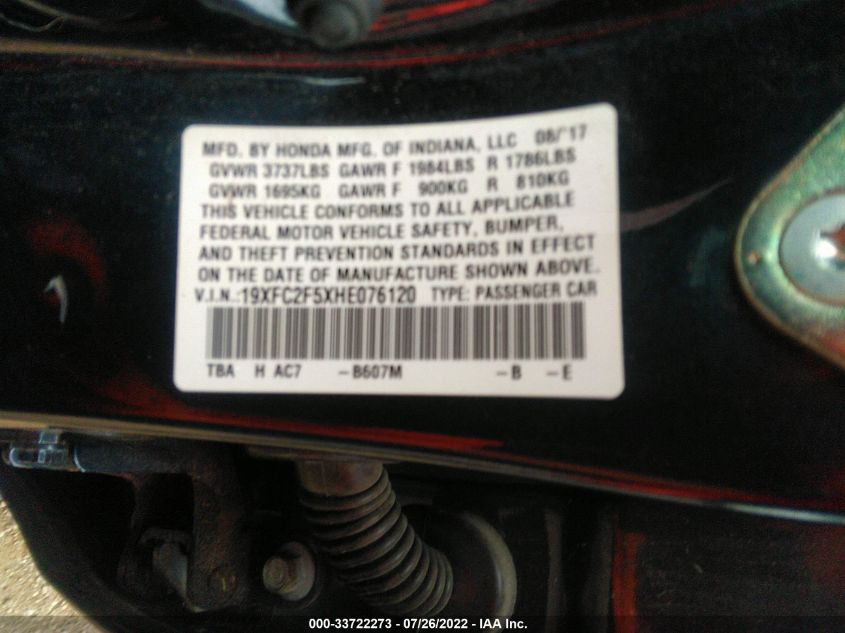 MFD. BY HONDA MFG. OF INDIANA, LLC 08/'17
GVWR 3737LBS GAWR F 1984LBS R 1786LBS
GVWR 1695KG GAWR F 900KG R 810KG
THIS VEHICLE CONFORMS TO ALL APPLICABLE
FEDERAL MOTOR VEHICLE SAFETY, BUMPER,
AND THEFT PREVENTION STANDARDS IN EFFECT
ON THE DATE OF MANUFACTURE SHOWN ABOVE.
V.I.N.:19XFC2F5XHE076120 TYPE: PASSENGER CAR
TBA H AC7 -B607M -B -E
000-33722273 - 07/26/2022 - IAA Inc.